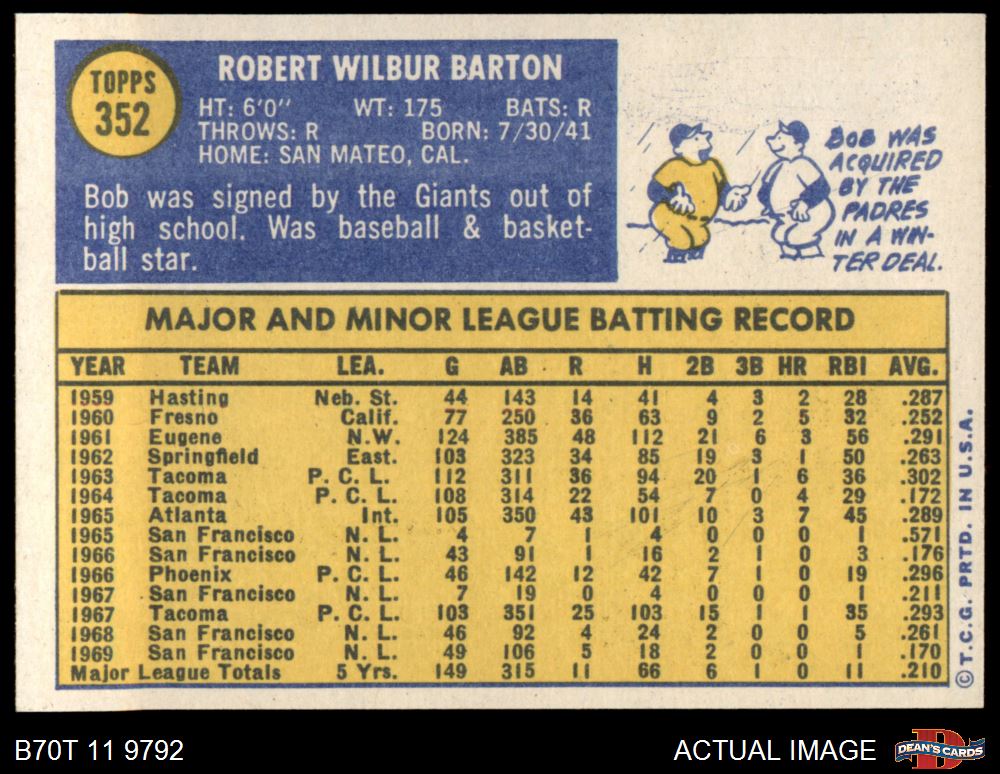 TOPPS
352
ROBERT WILBUR BARTON
HT: 6'0" WT: 175 BATS: R
THROWS: R BORN: 7/30/41
HOME: SAN MATEO, CAL.
Bob was signed by the Giants out of
high school. Was baseball & basket-
ball star.
BOB WAS
ACQUIRED
BY THE
PADRES
IN A WIN-
TER DEAL.
MAJOR AND MINOR LEAGUE BATTING RECORD
YEAR TEAM LEA. G AB R H 2B 3B HR RBI AVG.
1959 Hasting Neb. St. 44 143 14 41 4 3 2 28 .287
1960 Fresno Calif. 77 250 36 63 9 2 5 32 .252
1961 Eugene N.W. 124 385 48 112 21 6 3 56 .291
1962 Springfield East. 103 323 34 85 19 3 1 50 .263
1963 Tacoma P. C. L. 112 311 36 94 20 1 6 36 .302
1964 Tacoma P. C. L. 108 314 22 54 7 0 4 29 .172
1965 Atlanta Int. 105 350 43 101 10 3 7 45 .289
1965 San Francisco N. L. 4 7 1 4 0 0 0 1 .571
1966 San Francisco N. L. 43 91 1 16 2 1 0 3 .176
1966 Phoenix P. C. L. 46 142 12 42 7 1 0 19 .296
1967 San Francisco N. L. 7 19 0 4 0 0 0 1 .211
1967 Tacoma P. C. L. 103 351 25 103 15 1 1 35 .293
1968 San Francisco N. L. 46 92 4 24 2 0 0 5 .261
1969 San Francisco N. L. 49 106 5 18 2 0 0 1 .170
Major League Totals 5 Yrs. 149 315 11 66 6 1 0 11 .210
© T.C.G. PRTD. IN U.S.A.
B70T 11 9792
ACTUAL IMAGE
DEAN'S CARDS